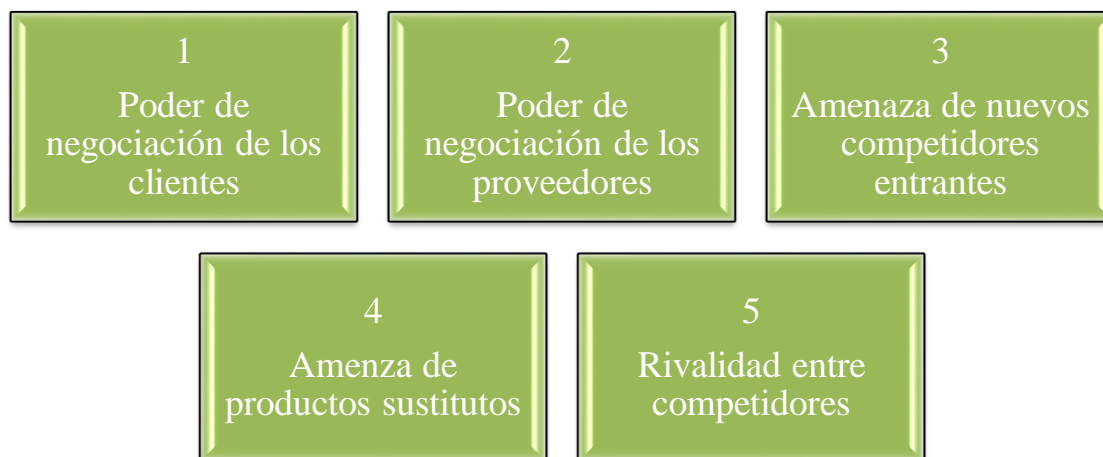 1
Poder de
negociación de los
clientes
2
Poder de
negociación de los
proveedores
3
Amenaza de nuevos
competidores
entrantes
4
Amenza de
productos sustitutos
5
Rivalidad entre
competidores